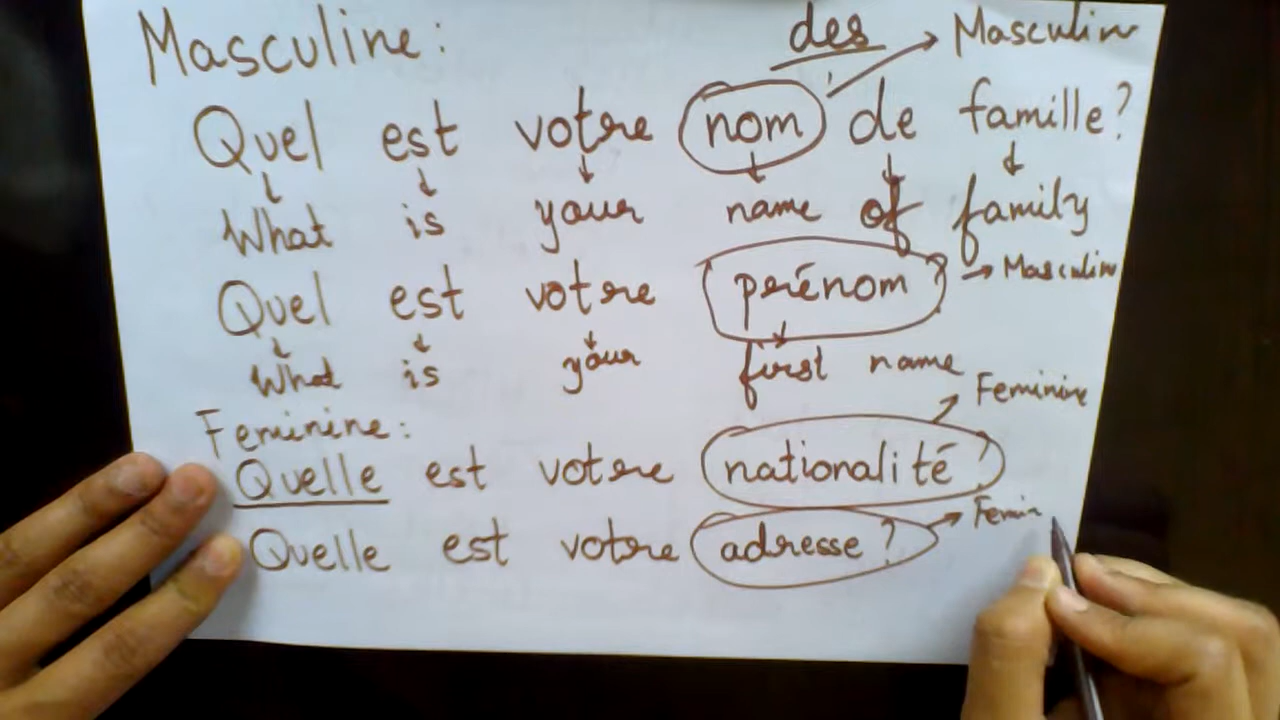 Masculine:
des → Masculin
Quel est votre nom de famille?
What is your name of family
Quel est votre prénom ? → Masculin
What is your first name
Feminine:
Feminine
Quelle est votre nationalité ?
Quelle est votre adresse ? → Femin